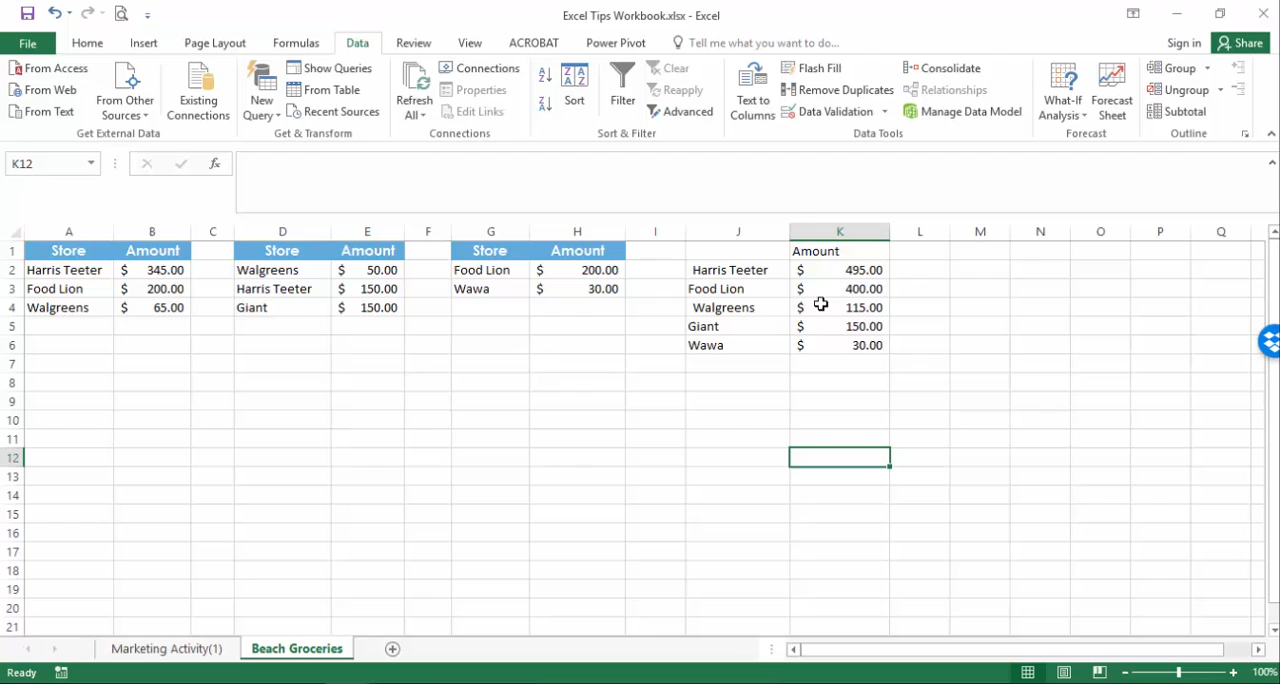 Excel Tips Workbook.xlsx - Excel
File Home Insert Page Layout Formulas Data Review View ACROBAT Power Pivot Tell me what you want to do... Sign in Share
From Access
From Web
From Text
From Other Sources
Existing Connections
Get External Data
New Query
Show Queries
From Table
Recent Sources
Get & Transform
Refresh All
Connections
Properties
Edit Links
Connections
Sort
Filter
Clear
Reapply
Advanced
Sort & Filter
Text to Columns
Flash Fill
Remove Duplicates
Data Validation
Consolidate
Relationships
Manage Data Model
Data Tools
What-If Analysis
Forecast Sheet
Forecast
Group
Ungroup
Subtotal
Outline
K12 fx
A B C D E F G H I J K L M N O P Q
1 Store Amount Store Amount Store Amount Amount
2 Harris Teeter $ 345.00 Walgreens $ 50.00 Food Lion $ 200.00 Harris Teeter $ 495.00
3 Food Lion $ 200.00 Harris Teeter $ 150.00 Wawa $ 30.00 Food Lion $ 400.00
4 Walgreens $ 65.00 Giant $ 150.00 Walgreens $ 115.00
5 Giant $ 150.00
6 Wawa $ 30.00
7
8
9
10
11
12
13
14
15
16
17
18
19
20
21
Marketing Activity(1) Beach Groceries
Ready 100%